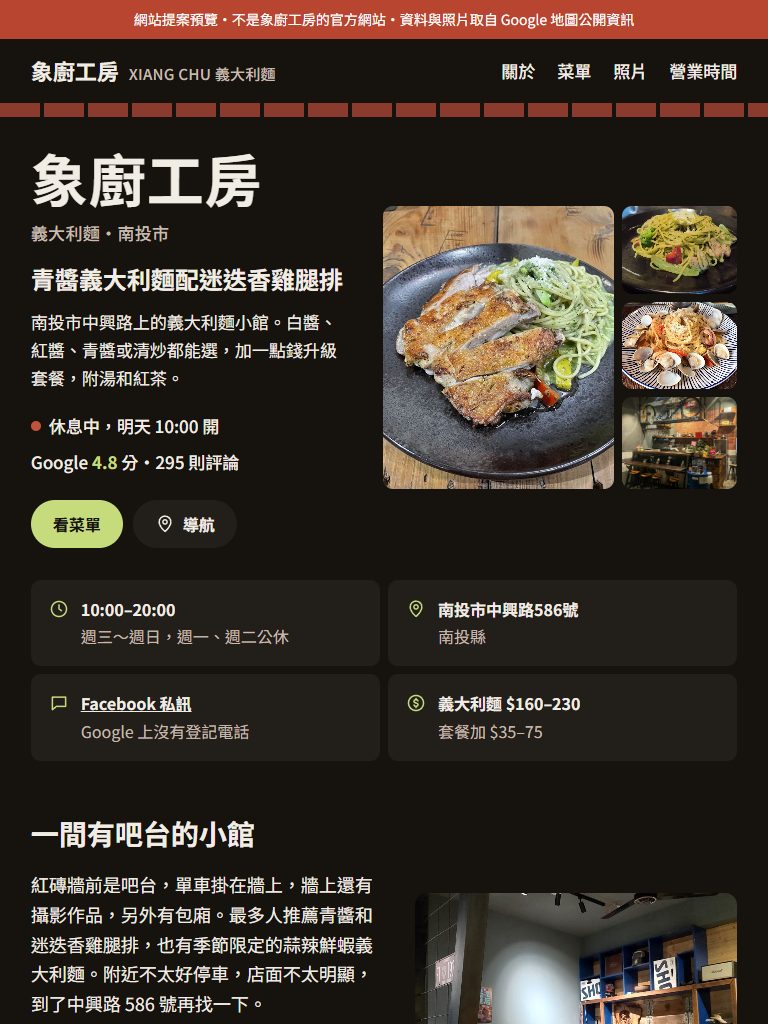 網站提案預覽・不是象廚工房的官方網站・資料與照片取自 Google 地圖公開資訊
象廚工房 XIANG CHU 義大利麵
關於 菜單 照片 營業時間
象廚工房
義大利麵・南投市
青醬義大利麵配迷迭香雞腿排
南投市中興路上的義大利麵小館。白醬、
紅醬、青醬或清炒都能選，加一點錢升級
套餐，附湯和紅茶。
休息中，明天 10:00 開
Google 4.8 分・295 則評論
看菜單
導航
10:00–20:00
週三～週日，週一、週二公休
南投市中興路586號
南投縣
Facebook 私訊
Google 上沒有登記電話
義大利麵 $160–230
套餐加 $35–75
一間有吧台的小館
紅磚牆前是吧台，單車掛在牆上，牆上還有
攝影作品，另外有包廂。最多人推薦青醬和
迷迭香雞腿排，也有季節限定的蒜辣鮮蝦義
大利麵。附近不太好停車，店面不太明顯，
到了中興路 586 號再找一下。